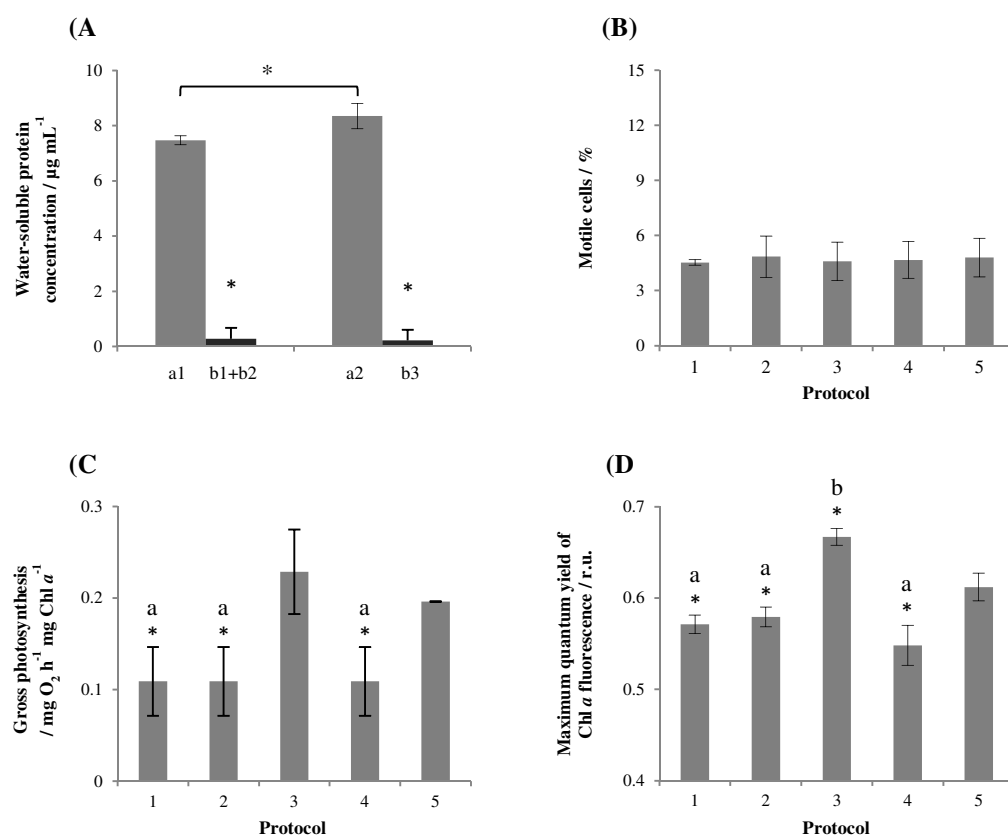 (A
Water-soluble protein
concentration / µg mL⁻¹
10
8
6
4
2
0
*
*
*
a1 b1+b2 a2 b3
(B)
Motile cells / %
15
12
9
6
3
0
1 2 3 4 5
Protocol
(C
Gross photosynthesis
/ mg O₂ h⁻¹ mg Chl a⁻¹
0.3
0.2
0.1
0
a a a
* * *
1 2 3 4 5
Protocol
(D)
Maximum quantum yield of
Chl a fluorescence / r.u.
0.7
0.6
0.5
0.4
b
*
a
*
a
*
a
*
1 2 3 4 5
Protocol